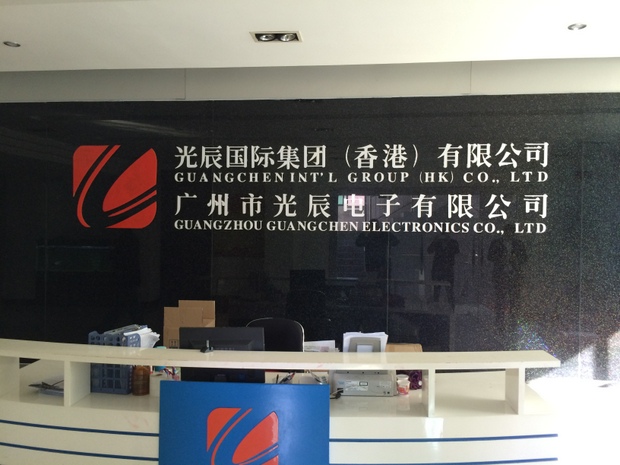 光辰国际集团（香港）有限公司
GUANGCHEN INT'L GROUP (HK) CO., LTD
广州市光辰电子有限公司
GUANGZHOU GUANGCHEN ELECTRONICS CO., LTD